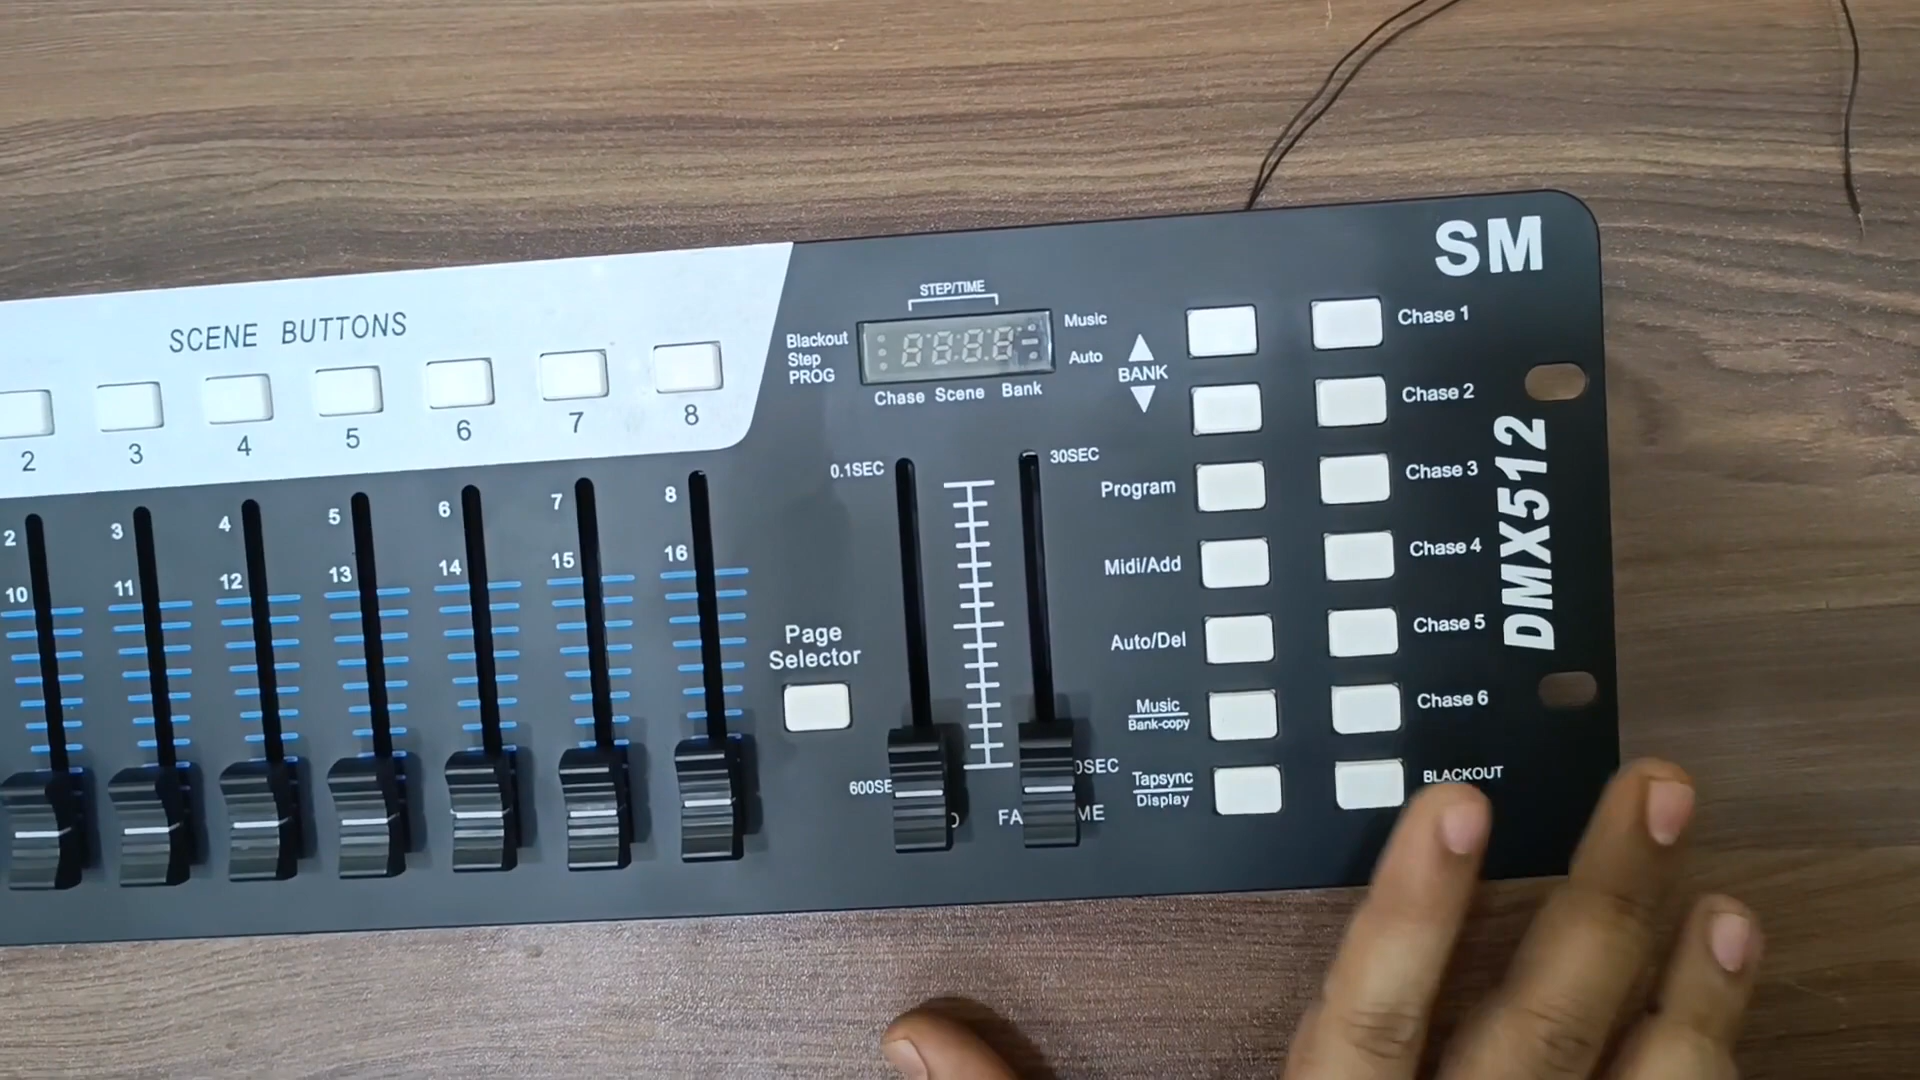 SM
DMX512
SCENE BUTTONS
2
3
4
5
6
7
8
2
3
4
5
6
7
8
10
11
12
13
14
15
16
Page
Selector
STEP/TIME
Blackout
Step
PROG
Music
Auto
Chase Scene Bank
BANK
0.1SEC
30SEC
Program
Midi/Add
Auto/Del
Music
Bank-copy
Tapsync
Display
Chase 1
Chase 2
Chase 3
Chase 4
Chase 5
Chase 6
BLACKOUT